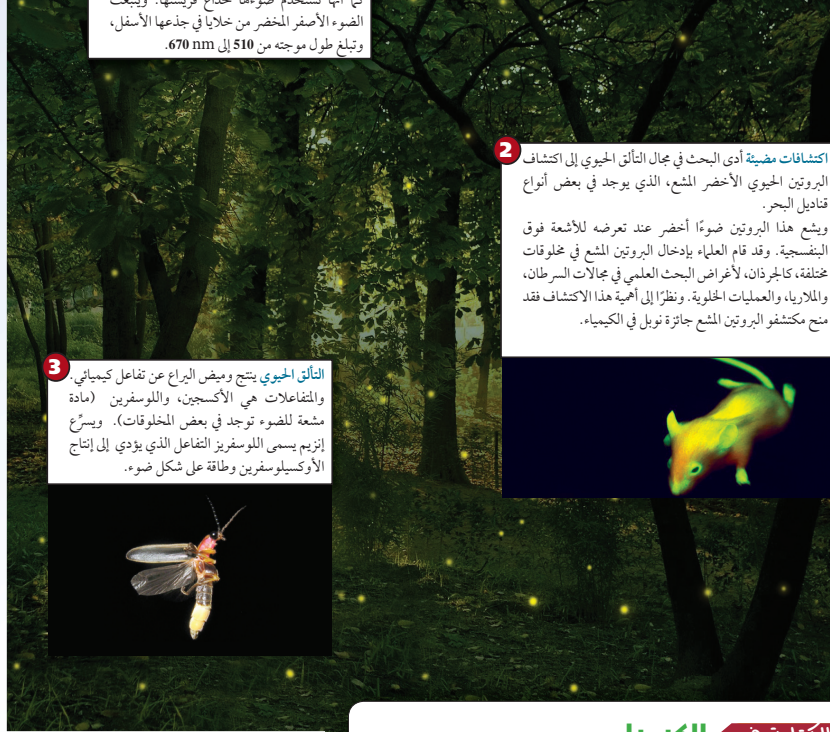 كما أنها تستخدم ضوءها لخداع فريستها. وينبعث
الضوء الأصفر المخضر من خلايا في جذعها الأسفل،
وتبلغ طول موجته من 510 إلى 670 nm.
2
اكتشافات مضيئة أدى البحث في مجال التألق الحيوي إلى اكتشاف
البروتين الحيوي الأخضر المشع، الذي يوجد في بعض أنواع
قناديل البحر.
ويشع هذا البروتين ضوءًا أخضر عند تعرضه للأشعة فوق
البنفسجية. وقد قام العلماء بإدخال البروتين المشع في مخلوقات
مختلفة، كالجرذان، لأغراض البحث العلمي في مجالات السرطان،
والملاريا، والعمليات الخلوية. ونظرًا إلى أهمية هذا الاكتشاف فقد
منح مكتشفو البروتين المشع جائزة نوبل في الكيمياء.
3
التألق الحيوي ينتج وميض اليراع عن تفاعل كيميائي.
والمتفاعلات هي الأكسجين، واللوسفرين (مادة
مشعة للضوء توجد في بعض المخلوقات). ويسرِّع
إنزيم يسمى اللوسفريز التفاعل الذي يؤدي إلى إنتاج
الأوكسيلوسفرين وطاقة على شكل ضوء.